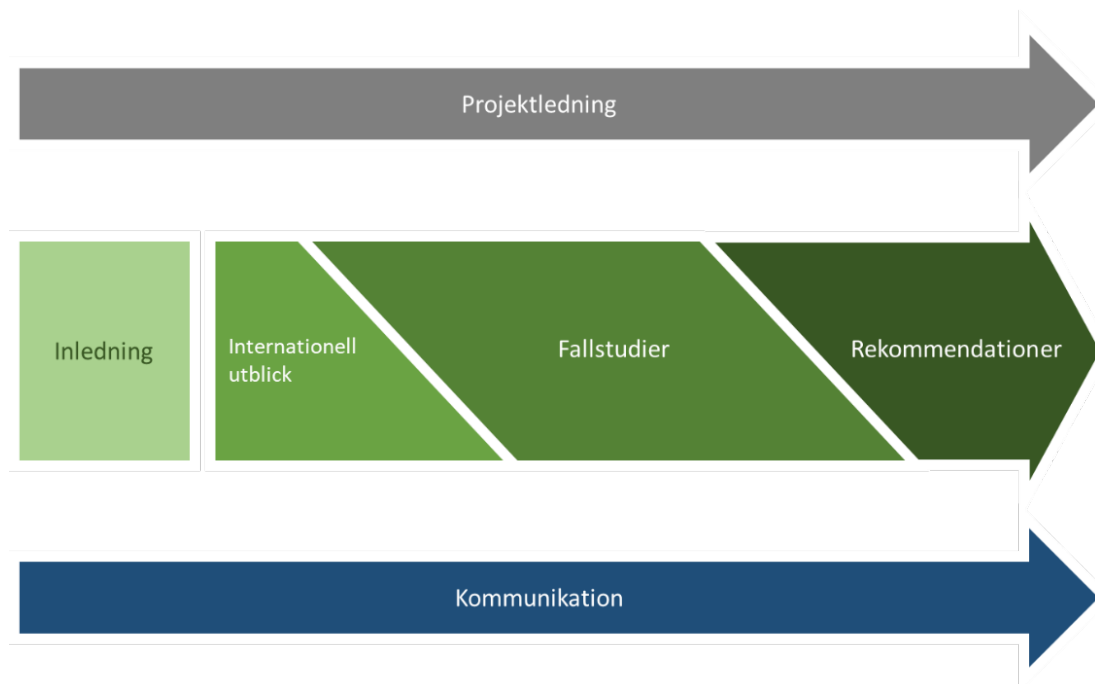 Projektledning
Inledning
Internationell
utblick
Fallstudier
Rekommendationer
Kommunikation